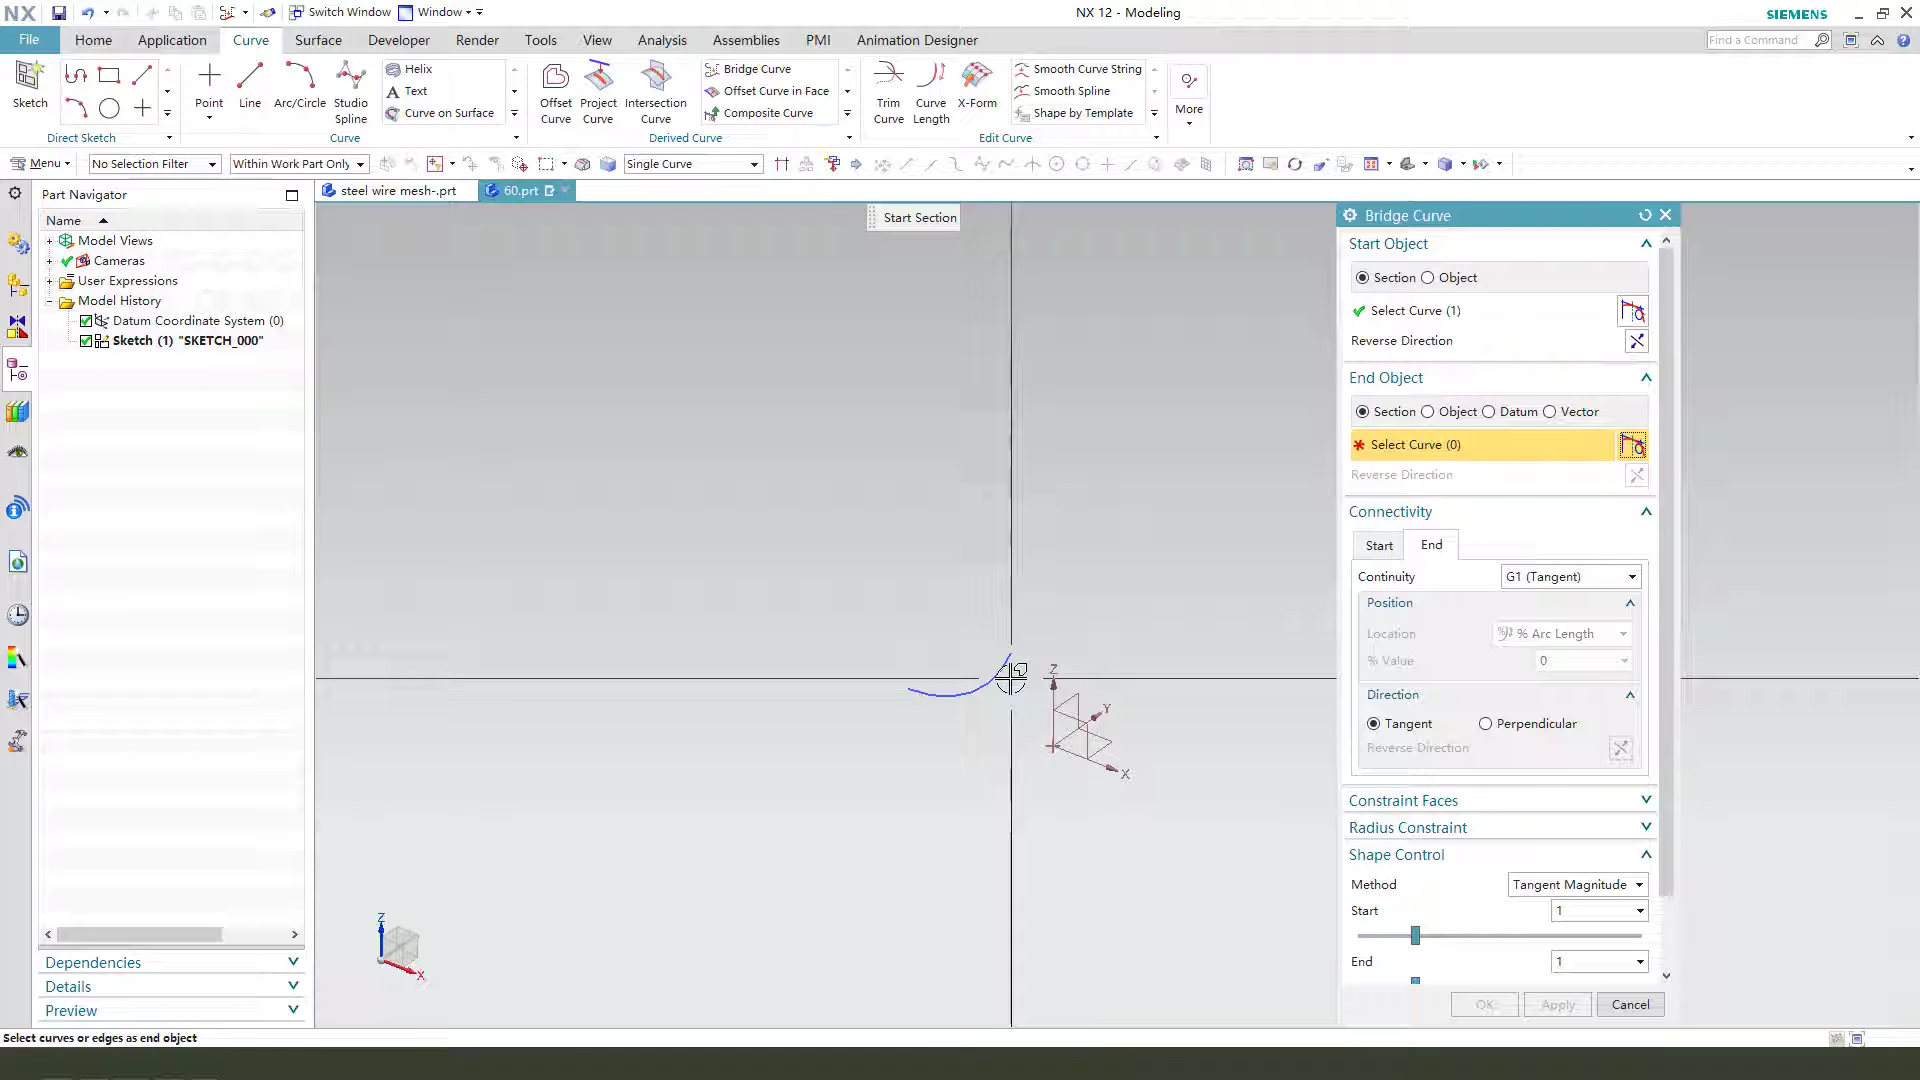 NX
Switch Window
Window
NX 12 - Modeling
SIEMENS
File
Home
Application
Curve
Surface
Developer
Render
Tools
View
Analysis
Assemblies
PMI
Animation Designer
Find a Command
Sketch
Direct Sketch
Point
Line
Arc/Circle
Studio
Spline
Helix
A Text
Curve on Surface
Curve
Offset
Curve
Project
Curve
Intersection
Curve
Bridge Curve
Offset Curve in Face
Composite Curve
Derived Curve
Trim
Curve
Curve
Length
X-Form
Smooth Curve String
Smooth Spline
Shape by Template
Edit Curve
More
Menu
No Selection Filter
Within Work Part Only
Single Curve
Part Navigator
steel wire mesh-.prt
60.prt
Name
Model Views
Cameras
User Expressions
Model History
Datum Coordinate System (0)
Sketch (1) "SKETCH_000"
Start Section
Z
Y
X
Z
X
Bridge Curve
Start Object
Section
Object
Select Curve (1)
Reverse Direction
End Object
Section
Object
Datum
Vector
* Select Curve (0)
Reverse Direction
Connectivity
Start
End
Continuity
G1 (Tangent)
Position
Location
% Arc Length
% Value
0
Direction
Tangent
Perpendicular
Reverse Direction
Constraint Faces
Radius Constraint
Shape Control
Method
Tangent Magnitude
Start
1
End
1
OK
Apply
Cancel
Dependencies
Details
Preview
Select curves or edges as end object